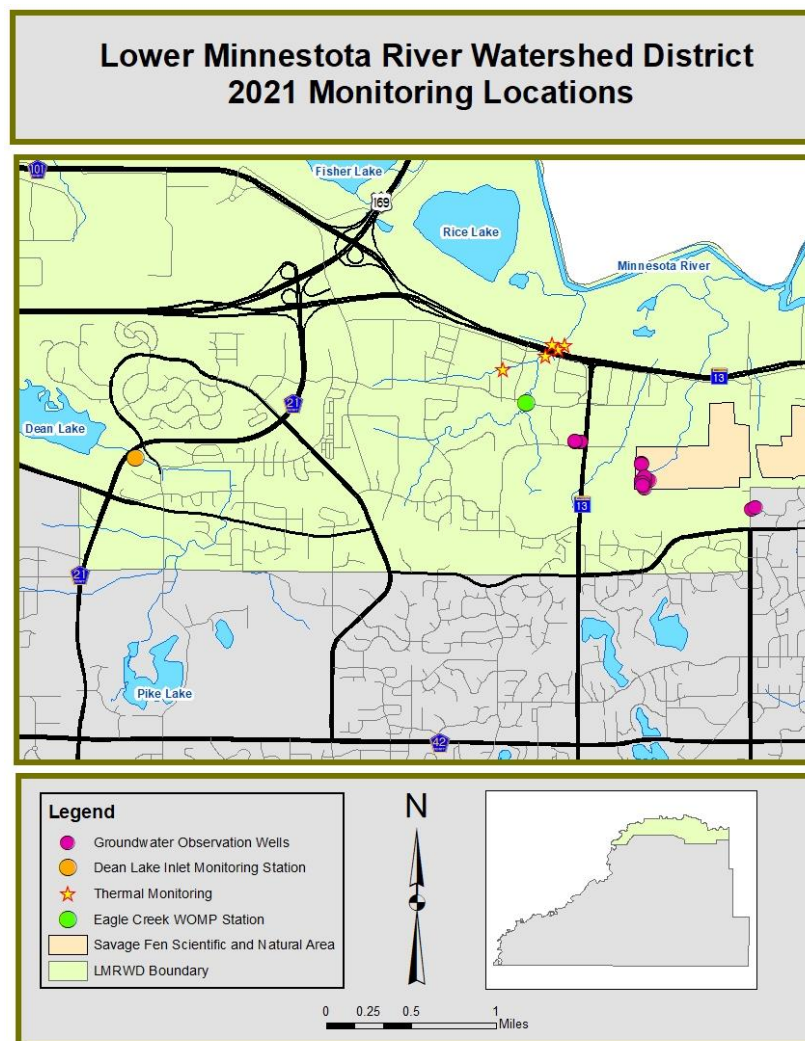 Lower Minnestota River Watershed District
2021 Monitoring Locations
101
Fisher Lake
169
Rice Lake
Minnesota River
13
21
Dean Lake
13
21
Pike Lake
42
Legend
Groundwater Observation Wells
Dean Lake Inlet Monitoring Station
Thermal Monitoring
Eagle Creek WOMP Station
Savage Fen Scientific and Natural Area
LMRWD Boundary
N
0 0.25 0.5 1
Miles